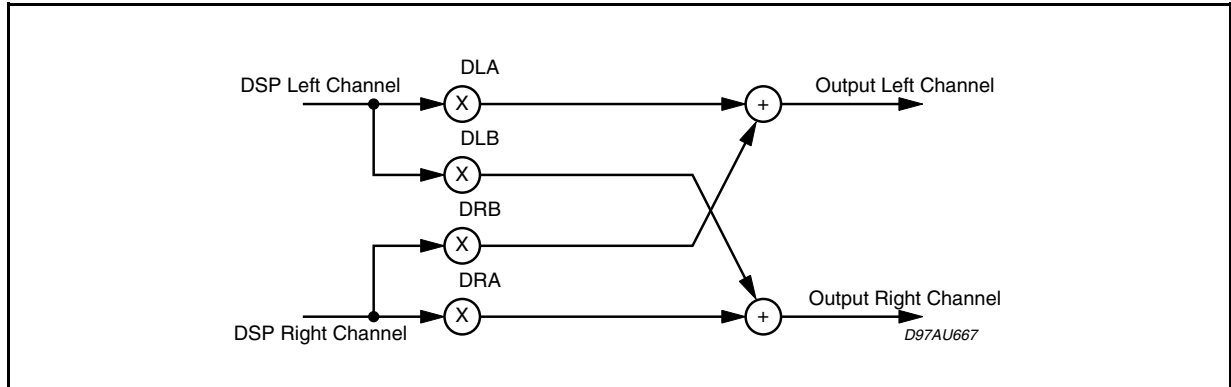 DLA
DSP Left Channel
X
+
Output Left Channel
DLB
X
DRB
X
DRA
X
+
Output Right Channel
DSP Right Channel
D97AU667